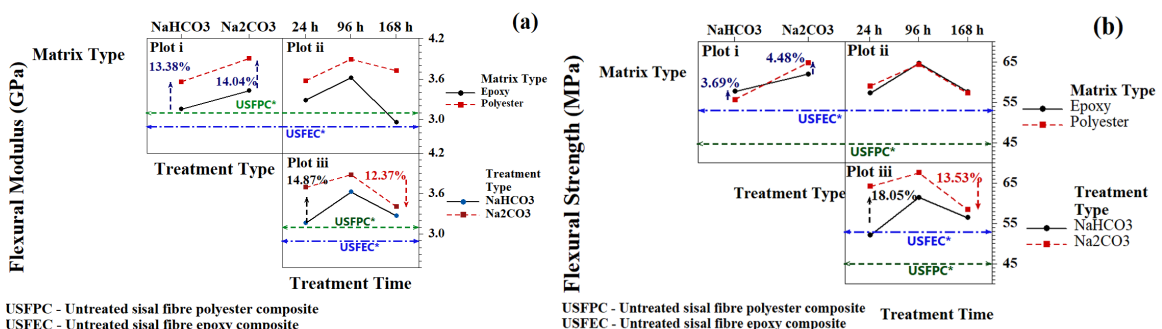 (a)
NaHCO3 Na2CO3 24 h 96 h 168 h
Flexural Modulus (GPa)
Matrix Type
Plot i
13.38%
14.04%
USFPC*
USFEC*
Plot ii
4.2
3.6
3.0
Matrix Type
Epoxy
Polyester
Treatment Type
Plot iii
14.87%
12.37%
USFPC*
USFEC*
4.2
3.6
3.0
Treatment
Type
NaHCO3
Na2CO3
Treatment Time
USFPC - Untreated sisal fibre polyester composite
USFEC - Untreated sisal fibre epoxy composite
(b)
NaHCO3 Na2CO3 24 h 96 h 168 h
Flexural Strength (MPa)
Matrix Type
Plot i
3.69%
4.48%
USFEC*
USFPC*
Plot ii
65
55
45
Matrix Type
Epoxy
Polyester
Treatment Type
Plot iii
18.05%
13.53%
USFEC*
USFPC*
65
55
45
Treatment
Type
NaHCO3
Na2CO3
Treatment Time
USFPC - Untreated sisal fibre polyester composite
USFEC - Untreated sisal fibre epoxy composite